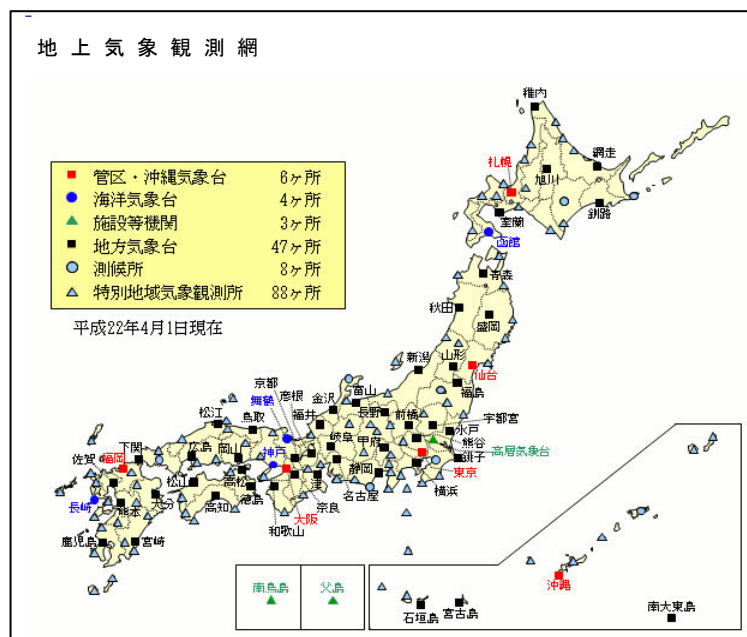 地上気象観測網
管区・沖縄気象台 6ヶ所
海洋気象台 4ヶ所
施設等機関 3ヶ所
地方気象台 47ヶ所
測候所 8ヶ所
特別地域気象観測所 88ヶ所
平成22年4月1日現在
稚内
網走
旭川
札幌
釧路
室蘭
函館
青森
秋田
盛岡
新潟
山形
仙台
福島
京都
彦根
舞鶴
金沢
富山
福井
長野
前橋
宇都宮
水戸
熊谷
高層気象台
銚子
松江
鳥取
岐阜
甲府
神戸
静岡
東京
横浜
名古屋
佐賀
福岡
下関
広島
岡山
松山
高松
津
奈良
徳島
大阪
和歌山
高知
長崎
熊本
大分
鹿児島
宮崎
南鳥島
父島
沖縄
石垣島
宮古島
南大東島